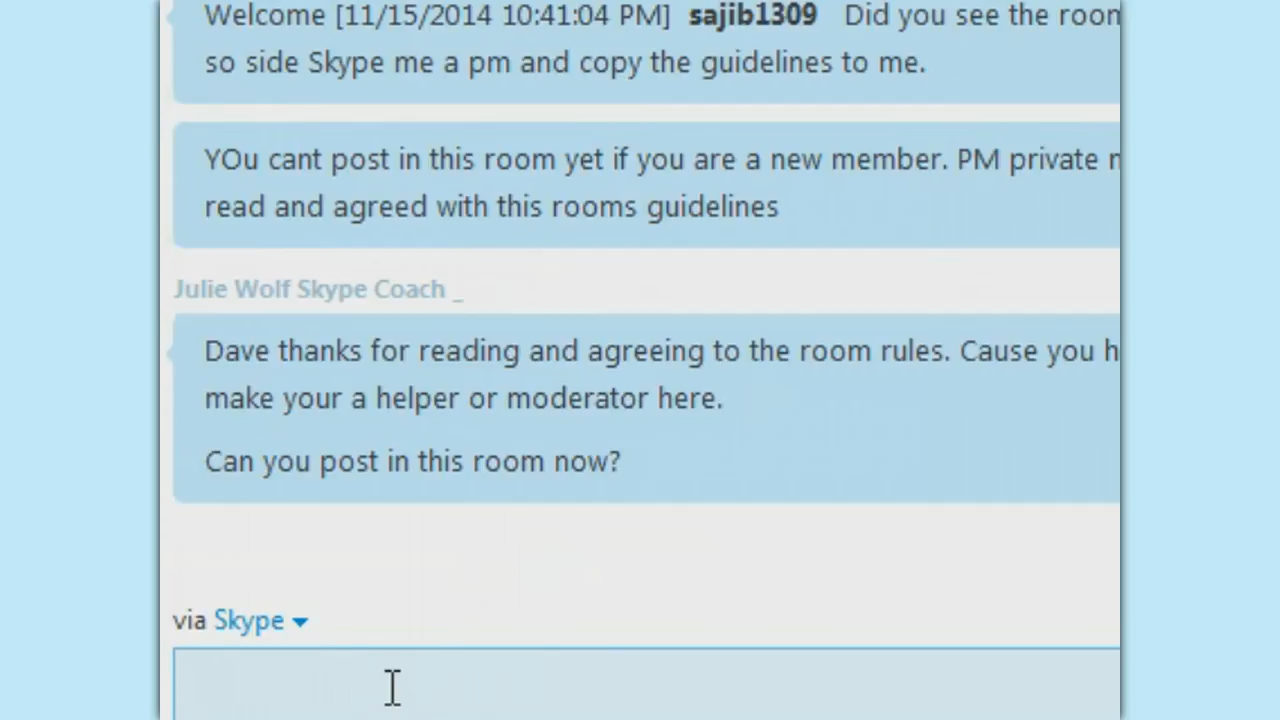 Welcome [11/15/2014 10:41:04 PM] sajib1309 Did you see the room
so side Skype me a pm and copy the guidelines to me.
YOu cant post in this room yet if you are a new member. PM private
read and agreed with this rooms guidelines
Julie Wolf Skype Coach _
Dave thanks for reading and agreeing to the room rules. Cause you
make your a helper or moderator here.
Can you post in this room now?
via Skype